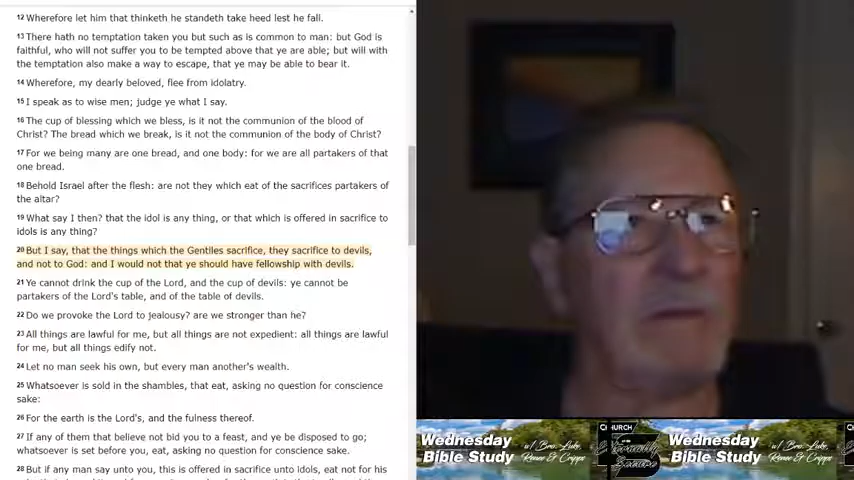 12 Wherefore let him that thinketh he standeth take heed lest he fall.
13 There hath no temptation taken you but such as is common to man: but God is
faithful, who will not suffer you to be tempted above that ye are able; but will with
the temptation also make a way to escape, that ye may be able to bear it.
14 Wherefore, my dearly beloved, flee from idolatry.
15 I speak as to wise men; judge ye what I say.
16 The cup of blessing which we bless, is it not the communion of the blood of
Christ? The bread which we break, is it not the communion of the body of Christ?
17 For we being many are one bread, and one body: for we are all partakers of that
one bread.
18 Behold Israel after the flesh: are not they which eat of the sacrifices partakers of
the altar?
19 What say I then? that the idol is any thing, or that which is offered in sacrifice to
idols is any thing?
20 But I say, that the things which the Gentiles sacrifice, they sacrifice to devils,
and not to God: and I would not that ye should have fellowship with devils.
21 Ye cannot drink the cup of the Lord, and the cup of devils: ye cannot be
partakers of the Lord's table, and of the table of devils.
22 Do we provoke the Lord to jealousy? are we stronger than he?
23 All things are lawful for me, but all things are not expedient: all things are lawful
for me, but all things edify not.
24 Let no man seek his own, but every man another's wealth.
25 Whatsoever is sold in the shambles, that eat, asking no question for conscience
sake:
26 For the earth is the Lord's, and the fulness thereof.
27 If any of them that believe not bid you to a feast, and ye be disposed to go;
whatsoever is set before you, eat, asking no question for conscience sake.
28 But if any man say unto you, this is offered in sacrifice unto idols, eat not for his
Wednesday
Bible Study
w/ Bro. Luke,
Renee & Cripps
CHURCH
Eternally
Secure
Wednesday
Bible Study
w/ Bro. Luke,
Renee & Cripps